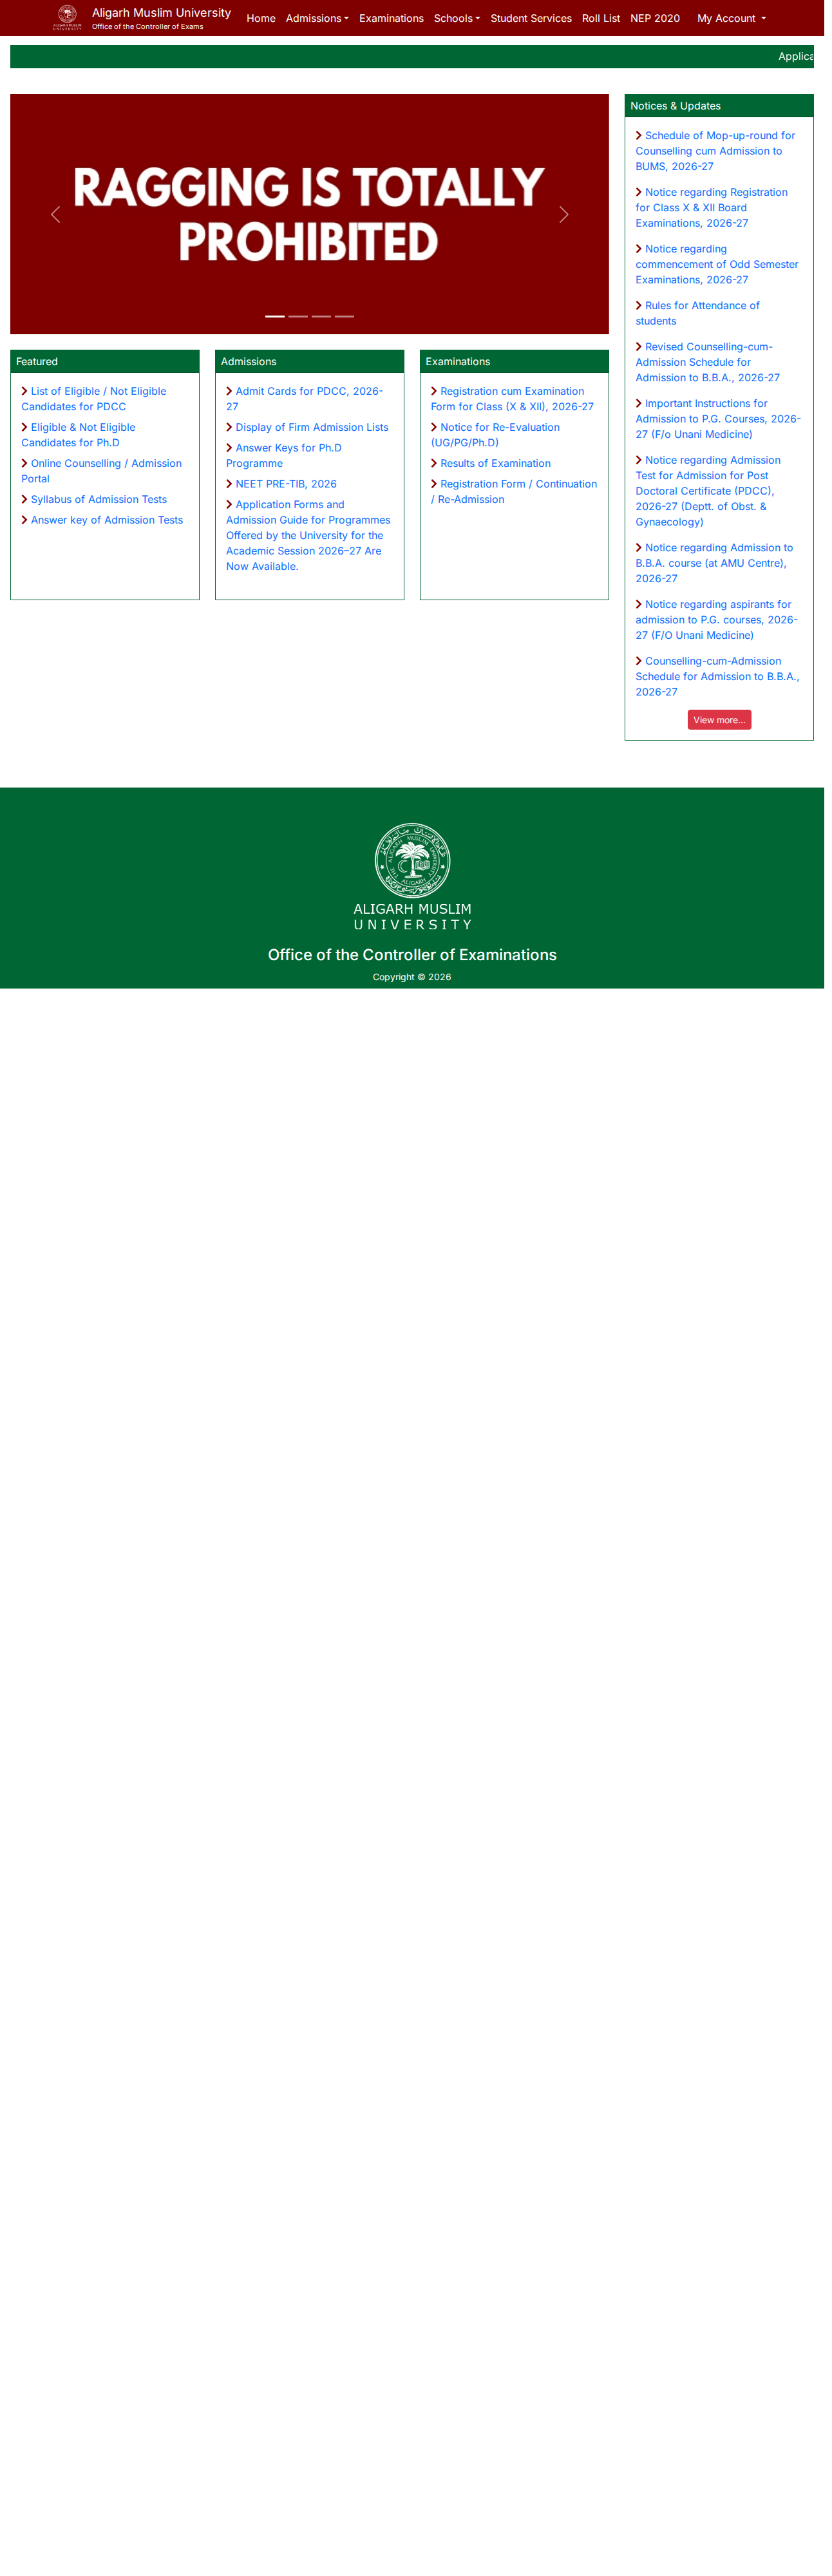 Aligarh Muslim University
Office of the Controller of Exams
Home Admissions Examinations Schools Student Services Roll List NEP 2020 My Account
RAGGING IS TOTALLY
PROHIBITED
Featured
List of Eligible / Not Eligible
Candidates for PDCC
Eligible & Not Eligible
Candidates for Ph.D
Online Counselling / Admission
Portal
Syllabus of Admission Tests
Answer key of Admission Tests
Admissions
Admit Cards for PDCC, 2026-
27
Display of Firm Admission Lists
Answer Keys for Ph.D
Programme
NEET PRE-TIB, 2026
Application Forms and
Admission Guide for Programmes
Offered by the University for the
Academic Session 2026–27 Are
Now Available.
Examinations
Registration cum Examination
Form for Class (X & XII), 2026-27
Notice for Re-Evaluation
(UG/PG/Ph.D)
Results of Examination
Registration Form / Continuation
/ Re-Admission
Notices & Updates
Schedule of Mop-up-round for
Counselling cum Admission to
BUMS, 2026-27
Notice regarding Registration
for Class X & XII Board
Examinations, 2026-27
Notice regarding
commencement of Odd Semester
Examinations, 2026-27
Rules for Attendance of
students
Revised Counselling-cum-
Admission Schedule for
Admission to B.B.A., 2026-27
Important Instructions for
Admission to P.G. Courses, 2026-
27 (F/o Unani Medicine)
Notice regarding Admission
Test for Admission for Post
Doctoral Certificate (PDCC),
2026-27 (Deptt. of Obst. &
Gynaecology)
Notice regarding Admission to
B.B.A. course (at AMU Centre),
2026-27
Notice regarding aspirants for
admission to P.G. courses, 2026-
27 (F/O Unani Medicine)
Counselling-cum-Admission
Schedule for Admission to B.B.A.,
2026-27
View more...
ALIGARH MUSLIM
UNIVERSITY
Office of the Controller of Examinations
Copyright © 2026